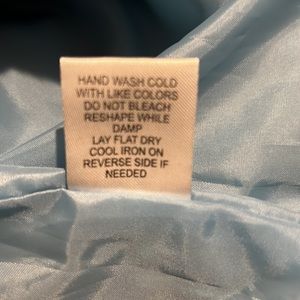 HAND WASH COLD
WITH LIKE COLORS
DO NOT BLEACH
RESHAPE WHILE
DAMP
LAY FLAT DRY
COOL IRON ON
REVERSE SIDE IF
NEEDED